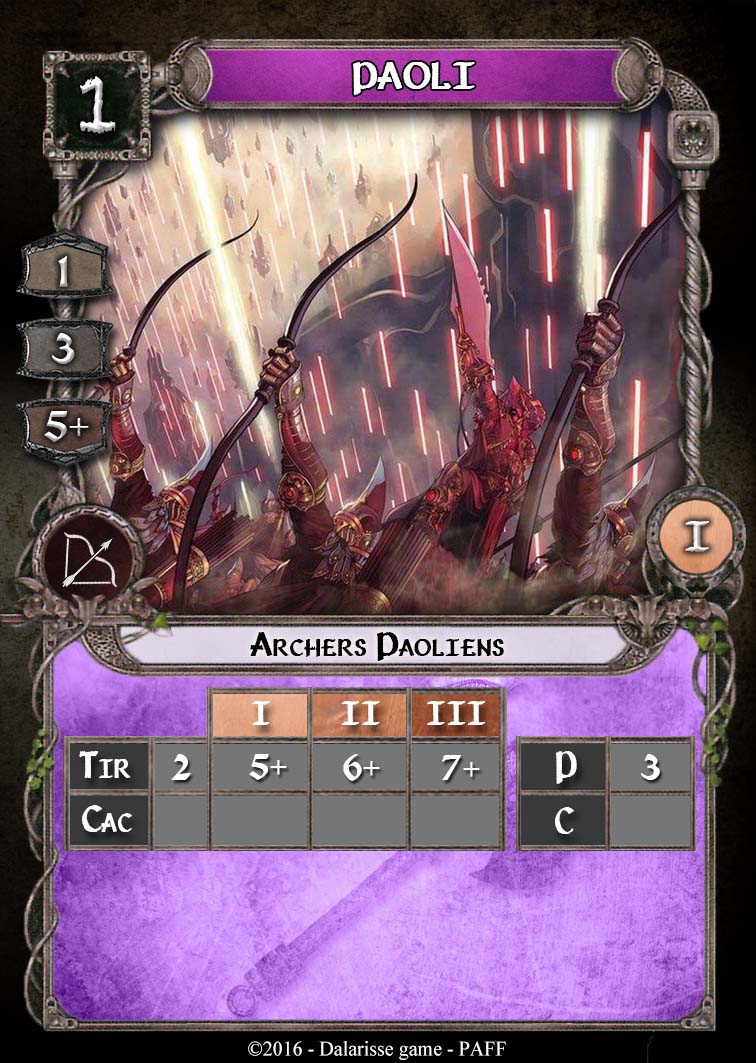 1
PAOLI
1
3
5+
I
ARCHERS PAOLIENS
I II III
TIR 2 5+ 6+ 7+ P 3
CAC C
©2016 - Dalarisse game - PAFF